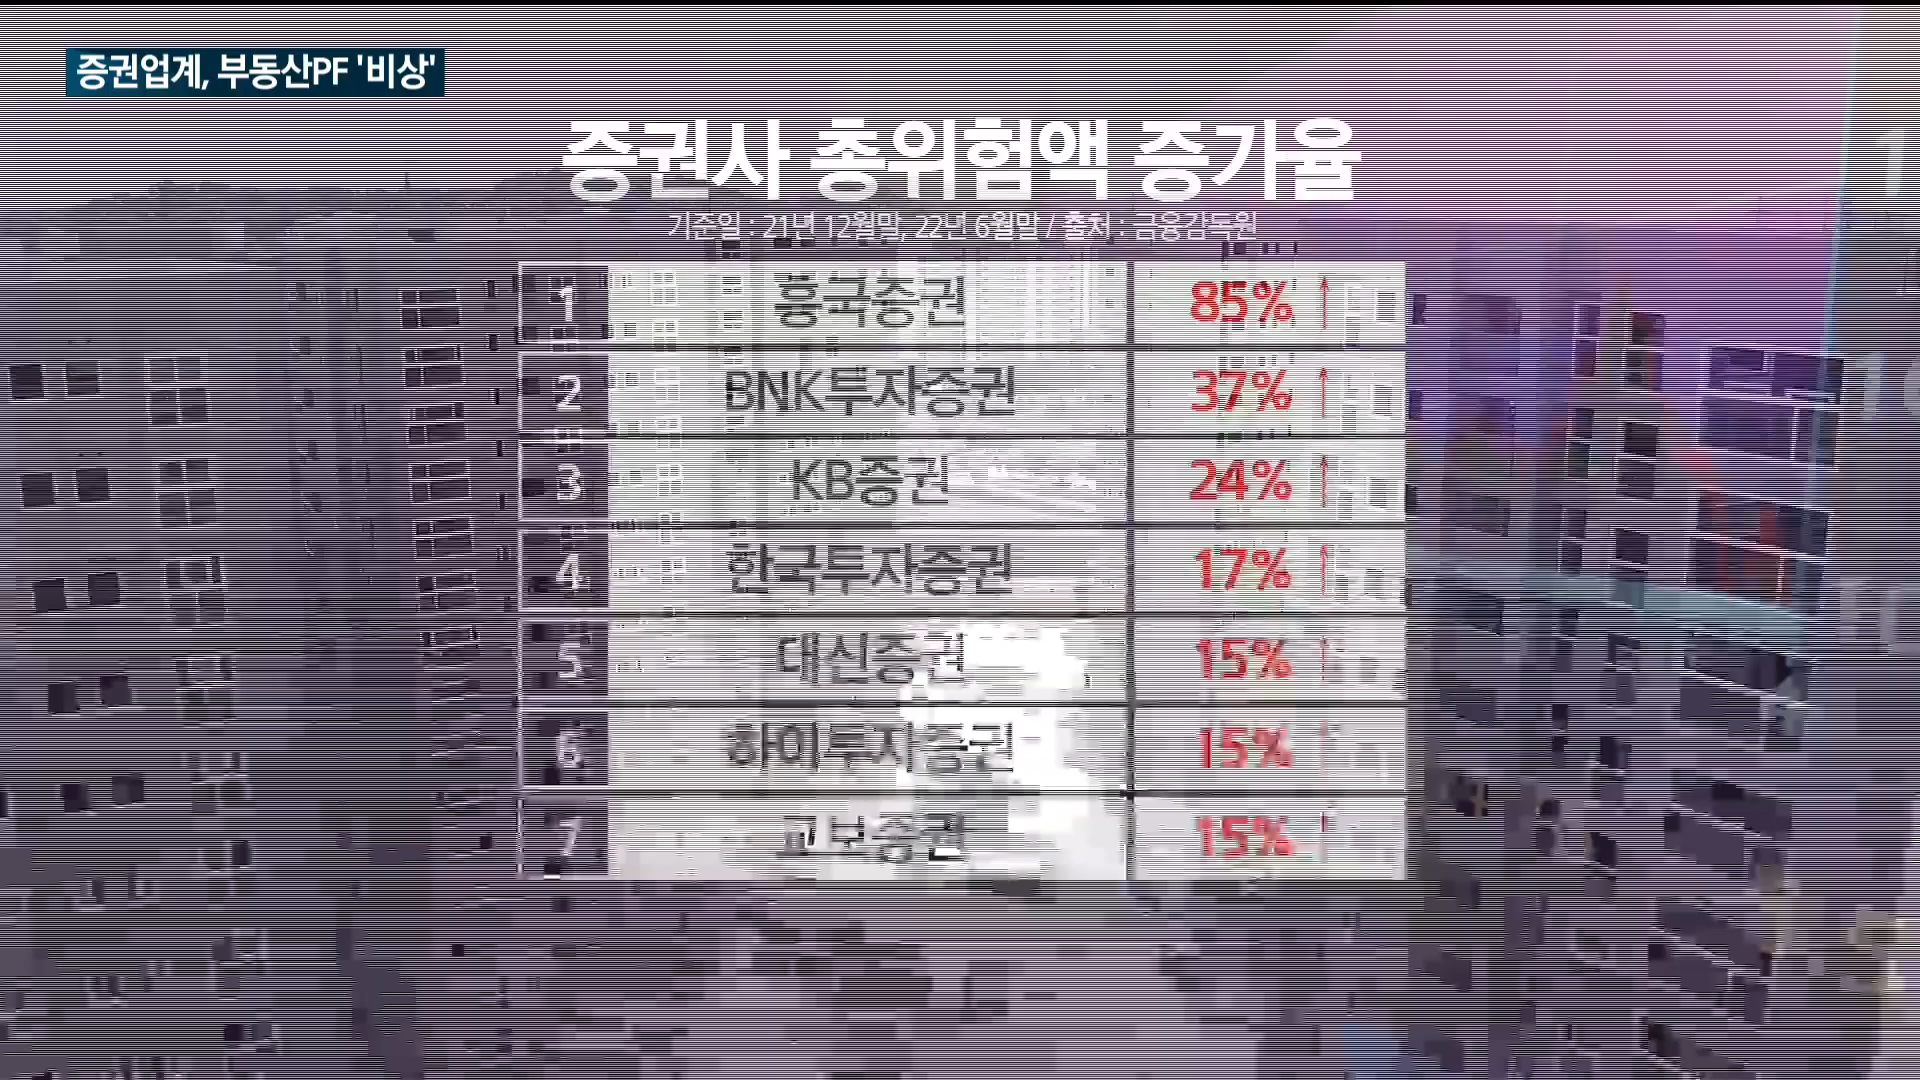 증권업계, 부동산PF '비상'
증권사 총위험액 증가율
기준일 : 21년 12월말, 22년 6월말 / 출처 : 금융감독원
1 흥국증권 85% ↑
2 BNK투자증권 37% ↑
3 KB증권 24% ↑
4 한국투자증권 17% ↑
5 대신증권 15% ↑
6 하이투자증권 15% ↑
7 교보증권 15% ↑